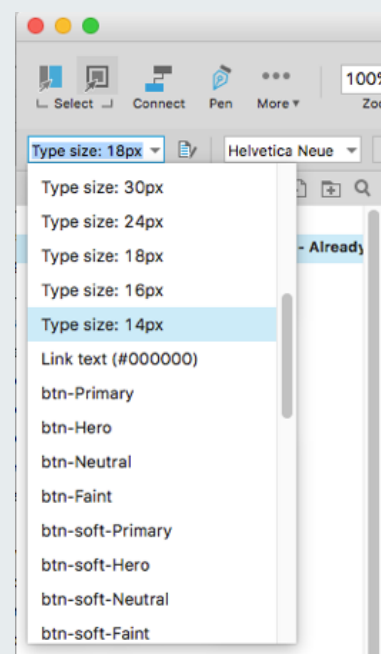 100%
Select Connect Pen More Zoo
Type size: 18px Helvetica Neue
Type size: 30px
Type size: 24px
- Already
Type size: 18px
Type size: 16px
Type size: 14px
Link text (#000000)
btn-Primary
btn-Hero
btn-Neutral
btn-Faint
btn-soft-Primary
btn-soft-Hero
btn-soft-Neutral
btn-soft-Faint